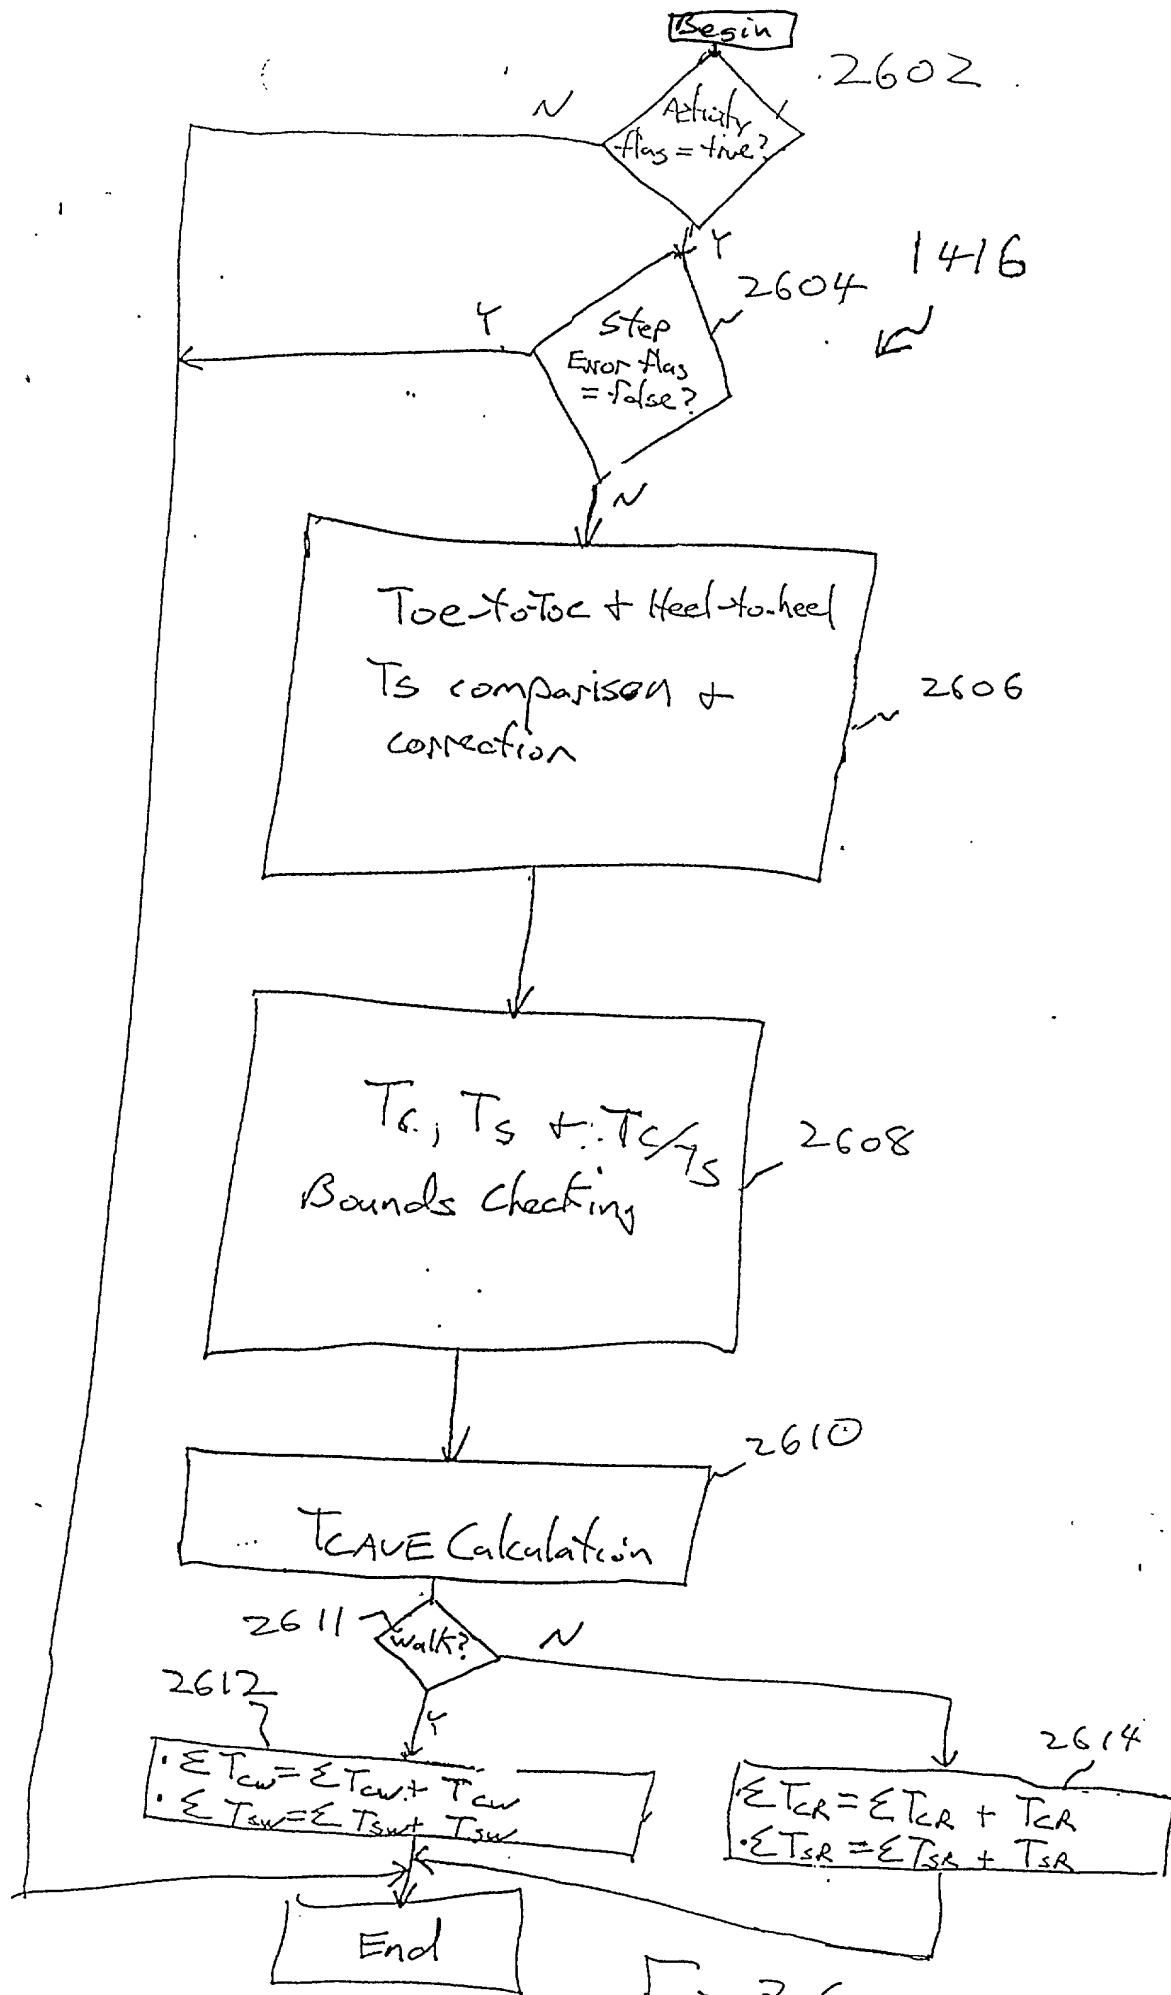 Begin
2602
N
Activity
flag = true?
Y
1416
2604
Y
Step
Error flag
= false?
N
Toe-to-Toe + Heel-to-heel
Ts comparison +
correction
2606
Tc, Ts + Tc/Ts
Bounds Checking
2608
2610
TCAVE Calculation
2611
walk?
N
2612
Y
2614
• ΣTcw = ΣTcw + Tcw
• ΣTsw = ΣTsw + Tsw
• ΣTCR = ΣTCR + TCR
• ΣTSR = ΣTSR + TSR
End